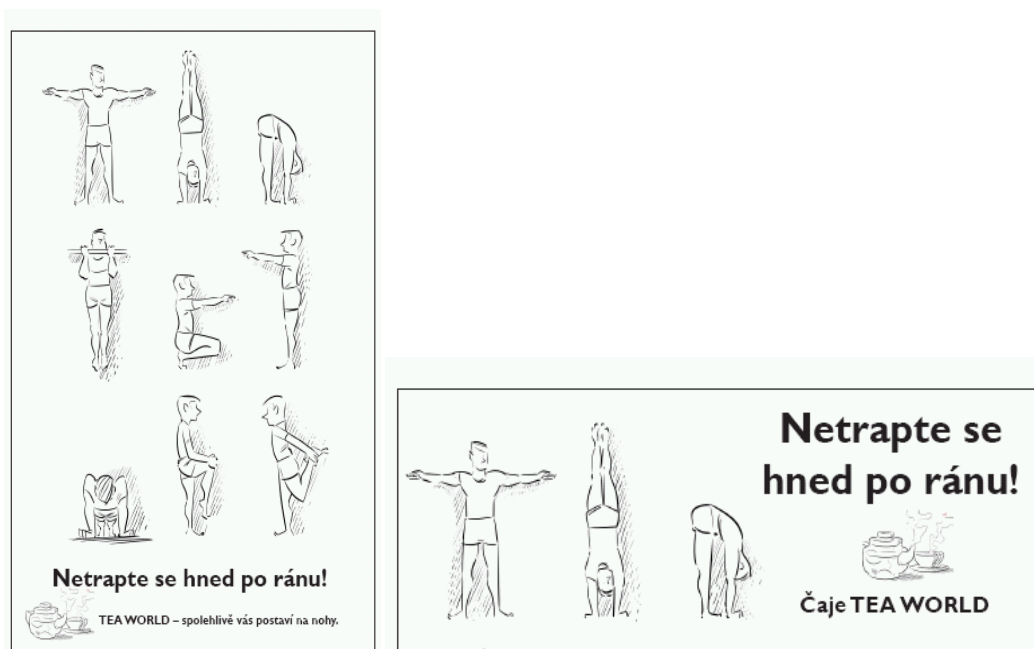 Netrapte se hned po ránu!
TEA WORLD – spolehlivě vás postaví na nohy.
Netrapte se
hned po ránu!
Čaje TEA WORLD